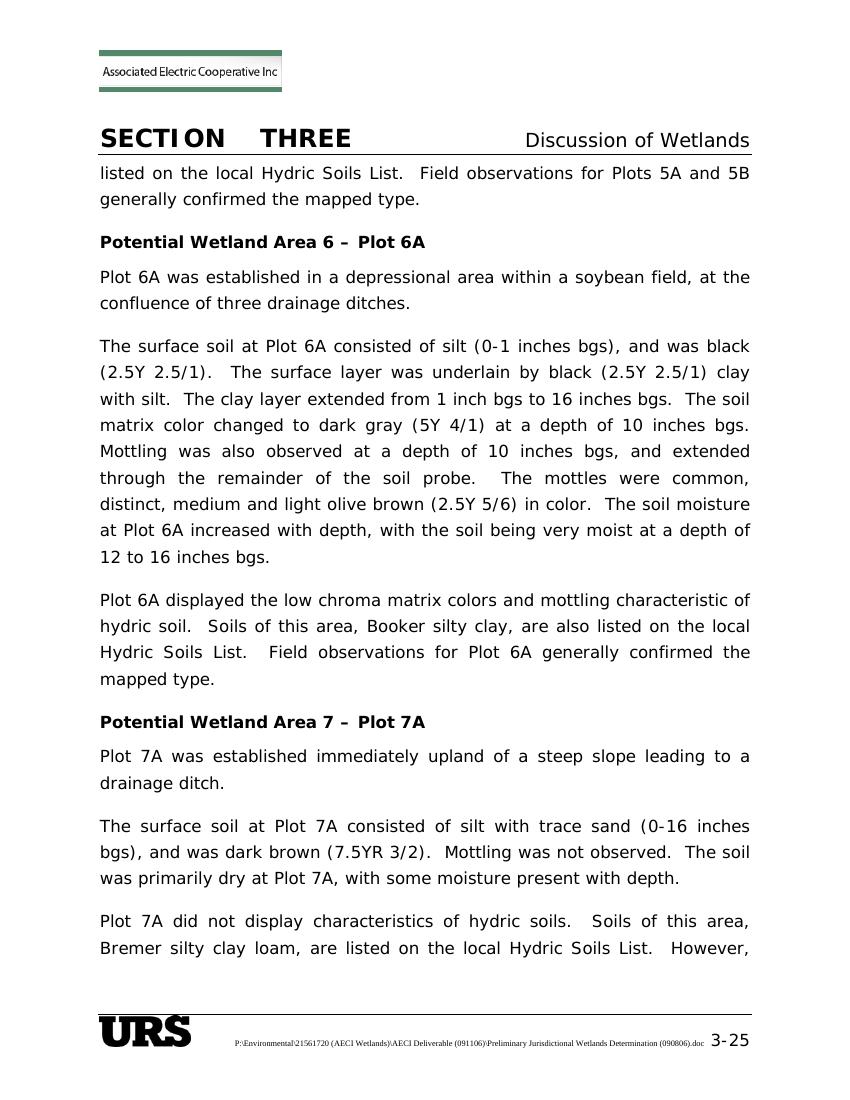 Associated Electric Cooperative Inc
SECTION THREE Discussion of Wetlands
listed on the local Hydric Soils List. Field observations for Plots 5A and 5B
generally confirmed the mapped type.
Potential Wetland Area 6 – Plot 6A
Plot 6A was established in a depressional area within a soybean field, at the
confluence of three drainage ditches.
The surface soil at Plot 6A consisted of silt (0-1 inches bgs), and was black
(2.5Y 2.5/1). The surface layer was underlain by black (2.5Y 2.5/1) clay
with silt. The clay layer extended from 1 inch bgs to 16 inches bgs. The soil
matrix color changed to dark gray (5Y 4/1) at a depth of 10 inches bgs.
Mottling was also observed at a depth of 10 inches bgs, and extended
through the remainder of the soil probe. The mottles were common,
distinct, medium and light olive brown (2.5Y 5/6) in color. The soil moisture
at Plot 6A increased with depth, with the soil being very moist at a depth of
12 to 16 inches bgs.
Plot 6A displayed the low chroma matrix colors and mottling characteristic of
hydric soil. Soils of this area, Booker silty clay, are also listed on the local
Hydric Soils List. Field observations for Plot 6A generally confirmed the
mapped type.
Potential Wetland Area 7 – Plot 7A
Plot 7A was established immediately upland of a steep slope leading to a
drainage ditch.
The surface soil at Plot 7A consisted of silt with trace sand (0-16 inches
bgs), and was dark brown (7.5YR 3/2). Mottling was not observed. The soil
was primarily dry at Plot 7A, with some moisture present with depth.
Plot 7A did not display characteristics of hydric soils. Soils of this area,
Bremer silty clay loam, are listed on the local Hydric Soils List. However,
URS P:\Environmental\21561720 (AECI Wetlands)\AECI Deliverable (091106)\Preliminary Jurisdictional Wetlands Determination (090806).doc 3-25